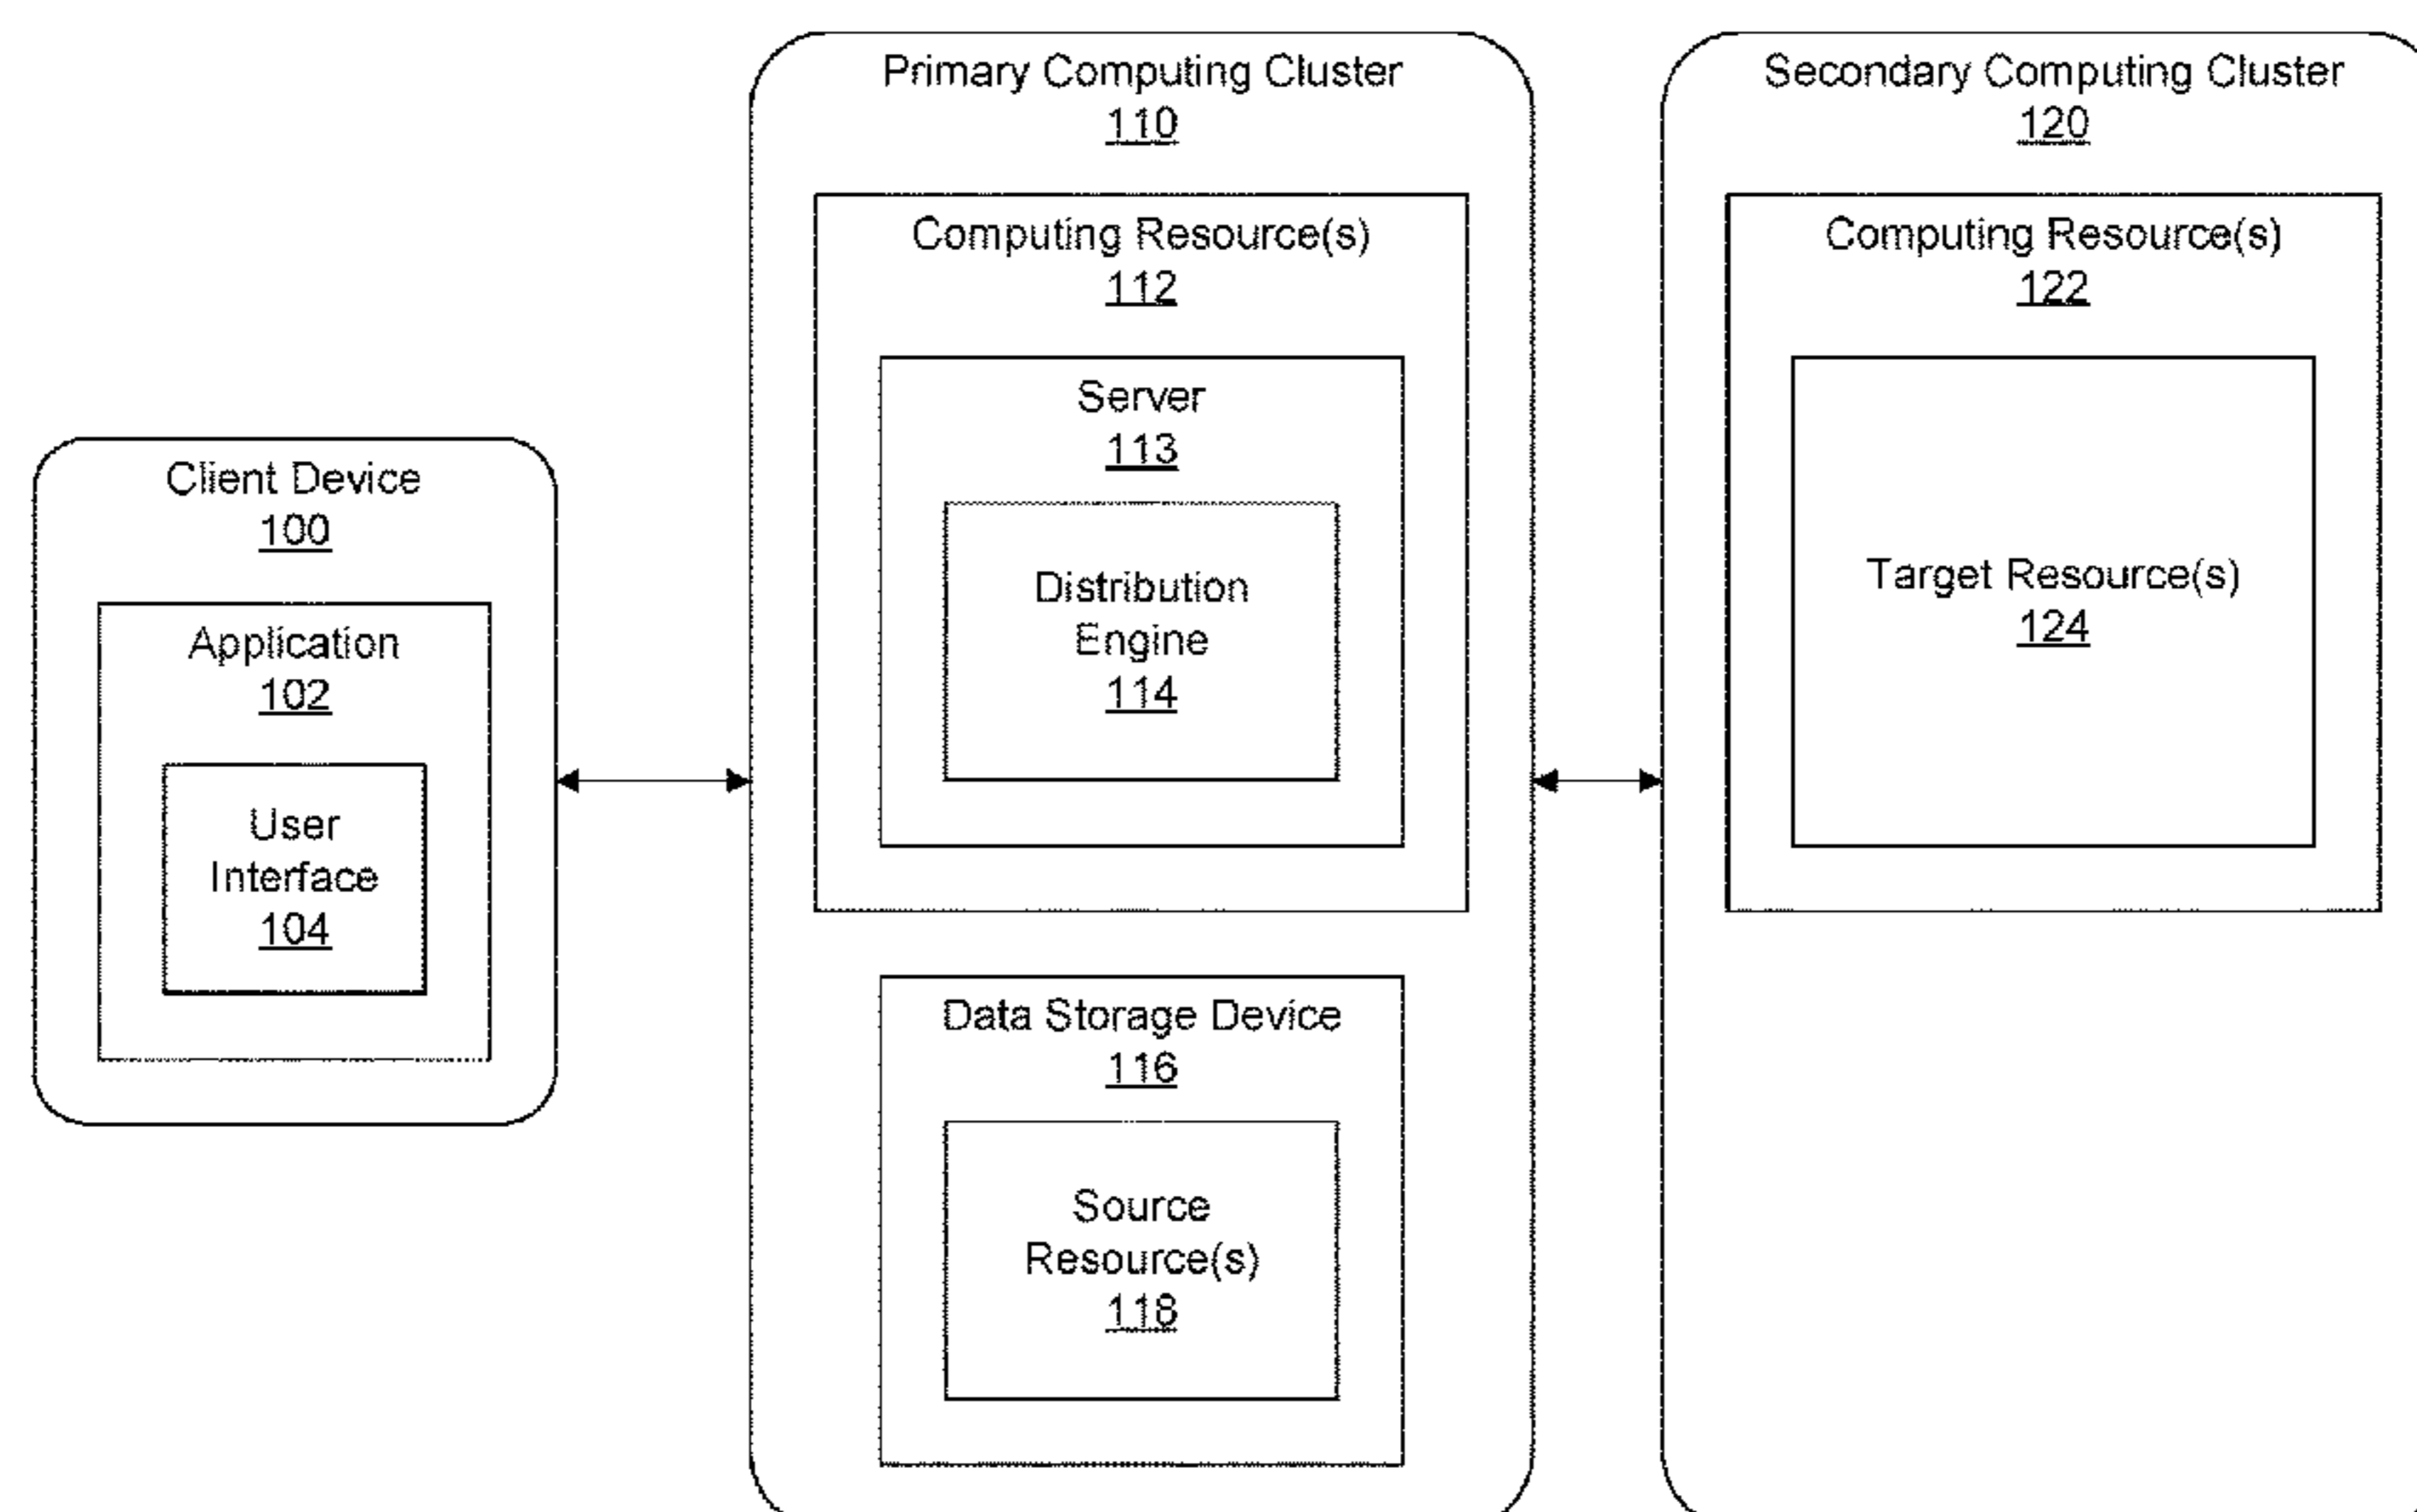 Client Device
100
Application
102
User
Interface
104
Primary Computing Cluster
110
Computing Resource(s)
112
Server
113
Distribution
Engine
114
Data Storage Device
116
Source
Resource(s)
118
Secondary Computing Cluster
120
Computing Resource(s)
122
Target Resource(s)
124